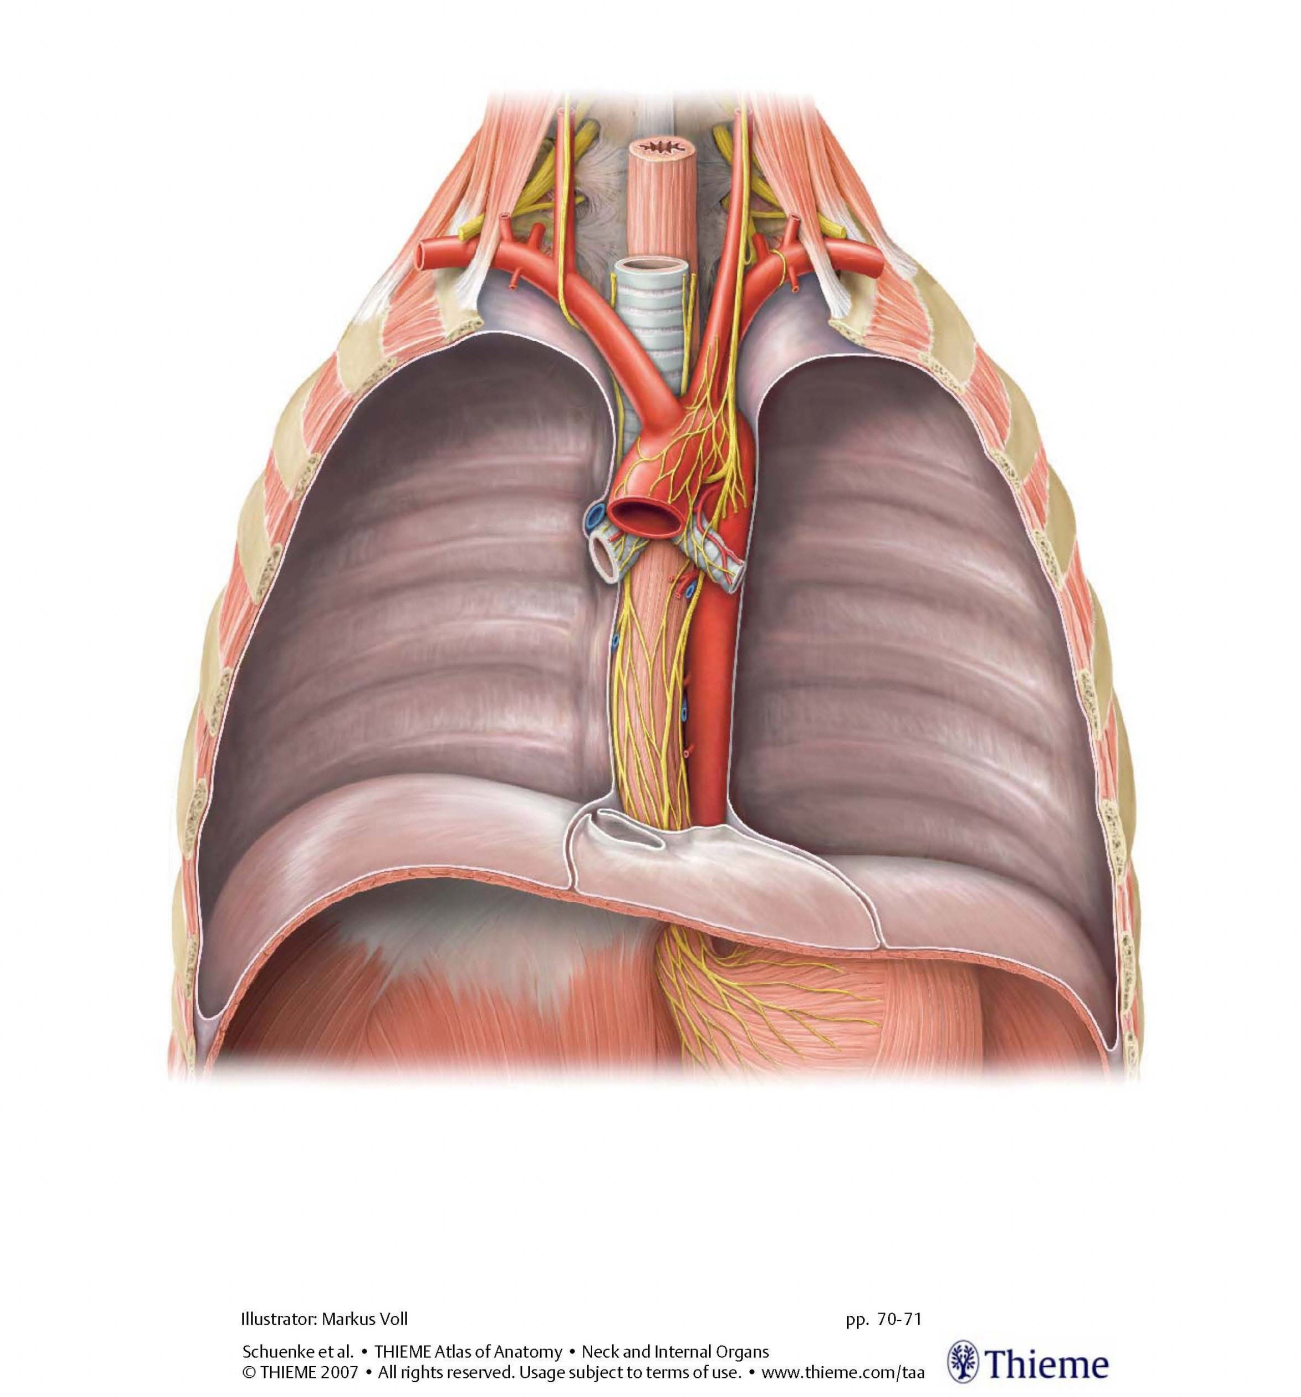 Illustrator: Markus Voll pp. 70-71
Schuenke et al. • THIEME Atlas of Anatomy • Neck and Internal Organs
© THIEME 2007 • All rights reserved. Usage subject to terms of use. • www.thieme.com/taa
Thieme